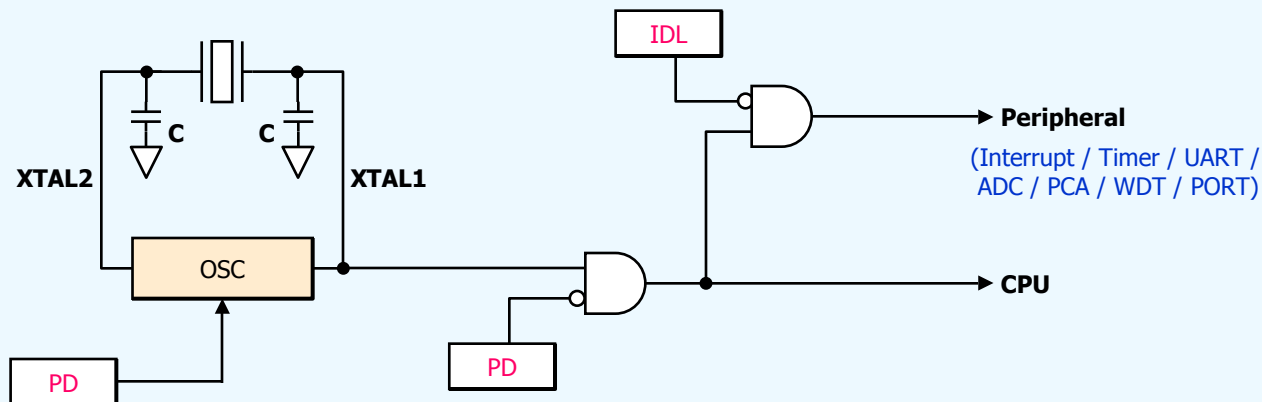 IDL
C
C
Peripheral
(Interrupt / Timer / UART /
ADC / PCA / WDT / PORT)
XTAL2
XTAL1
OSC
CPU
PD
PD